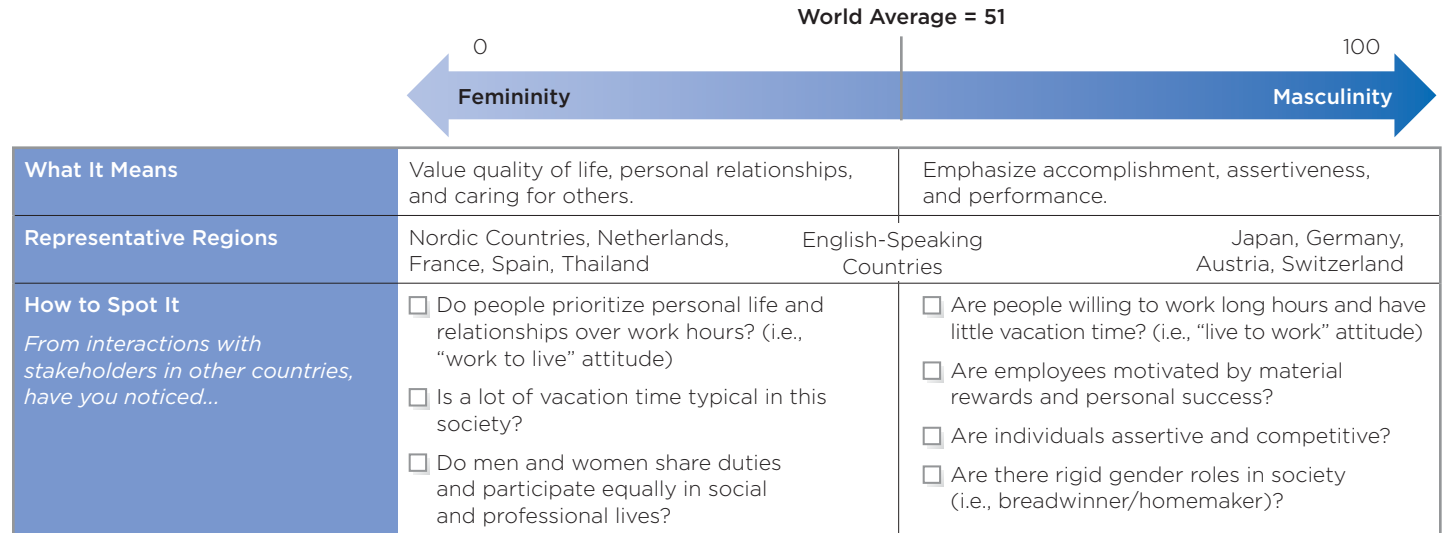 World Average = 51
0
100
Femininity
Masculinity
What It Means
Value quality of life, personal relationships,
and caring for others.
Emphasize accomplishment, assertiveness,
and performance.
Representative Regions
Nordic Countries, Netherlands,
France, Spain, Thailand
English-Speaking
Countries
Japan, Germany,
Austria, Switzerland
How to Spot It
From interactions with
stakeholders in other countries,
have you noticed...
Do people prioritize personal life and
relationships over work hours? (i.e.,
“work to live” attitude)
Is a lot of vacation time typical in this
society?
Do men and women share duties
and participate equally in social
and professional lives?
Are people willing to work long hours and have
little vacation time? (i.e., “live to work” attitude)
Are employees motivated by material
rewards and personal success?
Are individuals assertive and competitive?
Are there rigid gender roles in society
(i.e., breadwinner/homemaker)?